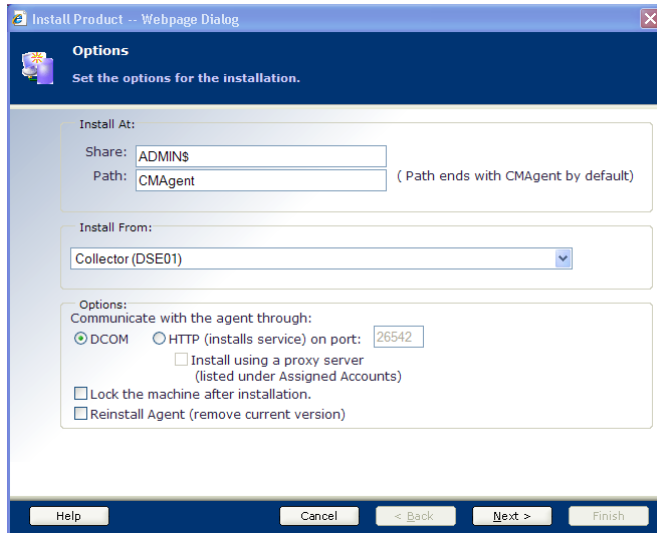 Install Product -- Webpage Dialog
Options
Set the options for the installation.
Install At:
Share: ADMIN$
Path: CMAgent ( Path ends with CMAgent by default)
Install From:
Collector (DSE01)
Options:
Communicate with the agent through:
DCOM HTTP (installs service) on port: 26542
Install using a proxy server
(listed under Assigned Accounts)
Lock the machine after installation.
Reinstall Agent (remove current version)
Help Cancel < Back Next > Finish